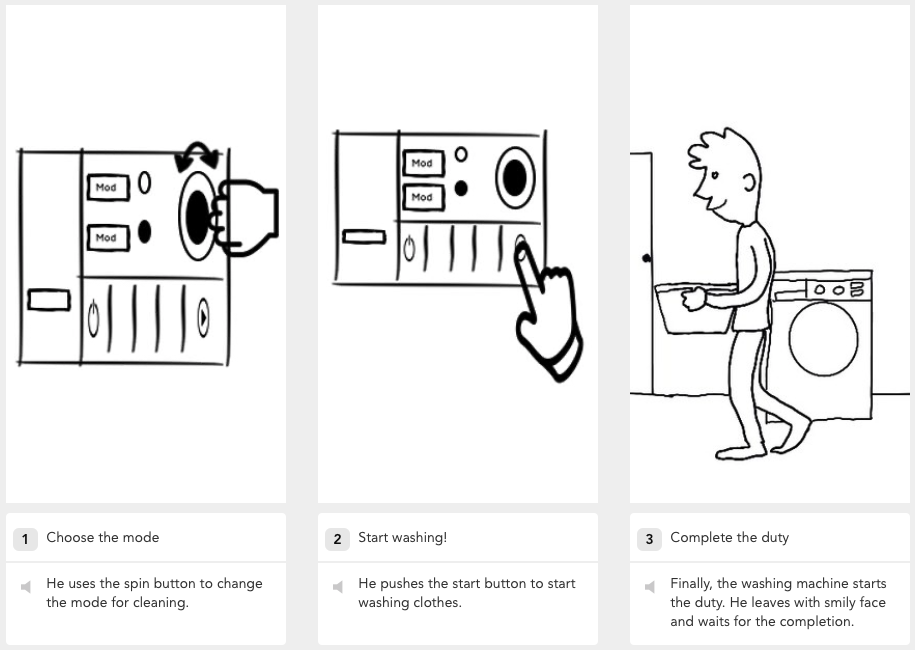 Mod
Mod
1 Choose the mode
He uses the spin button to change
the mode for cleaning.
Mod
Mod
2 Start washing!
He pushes the start button to start
washing clothes.
3 Complete the duty
Finally, the washing machine starts
the duty. He leaves with smily face
and waits for the completion.